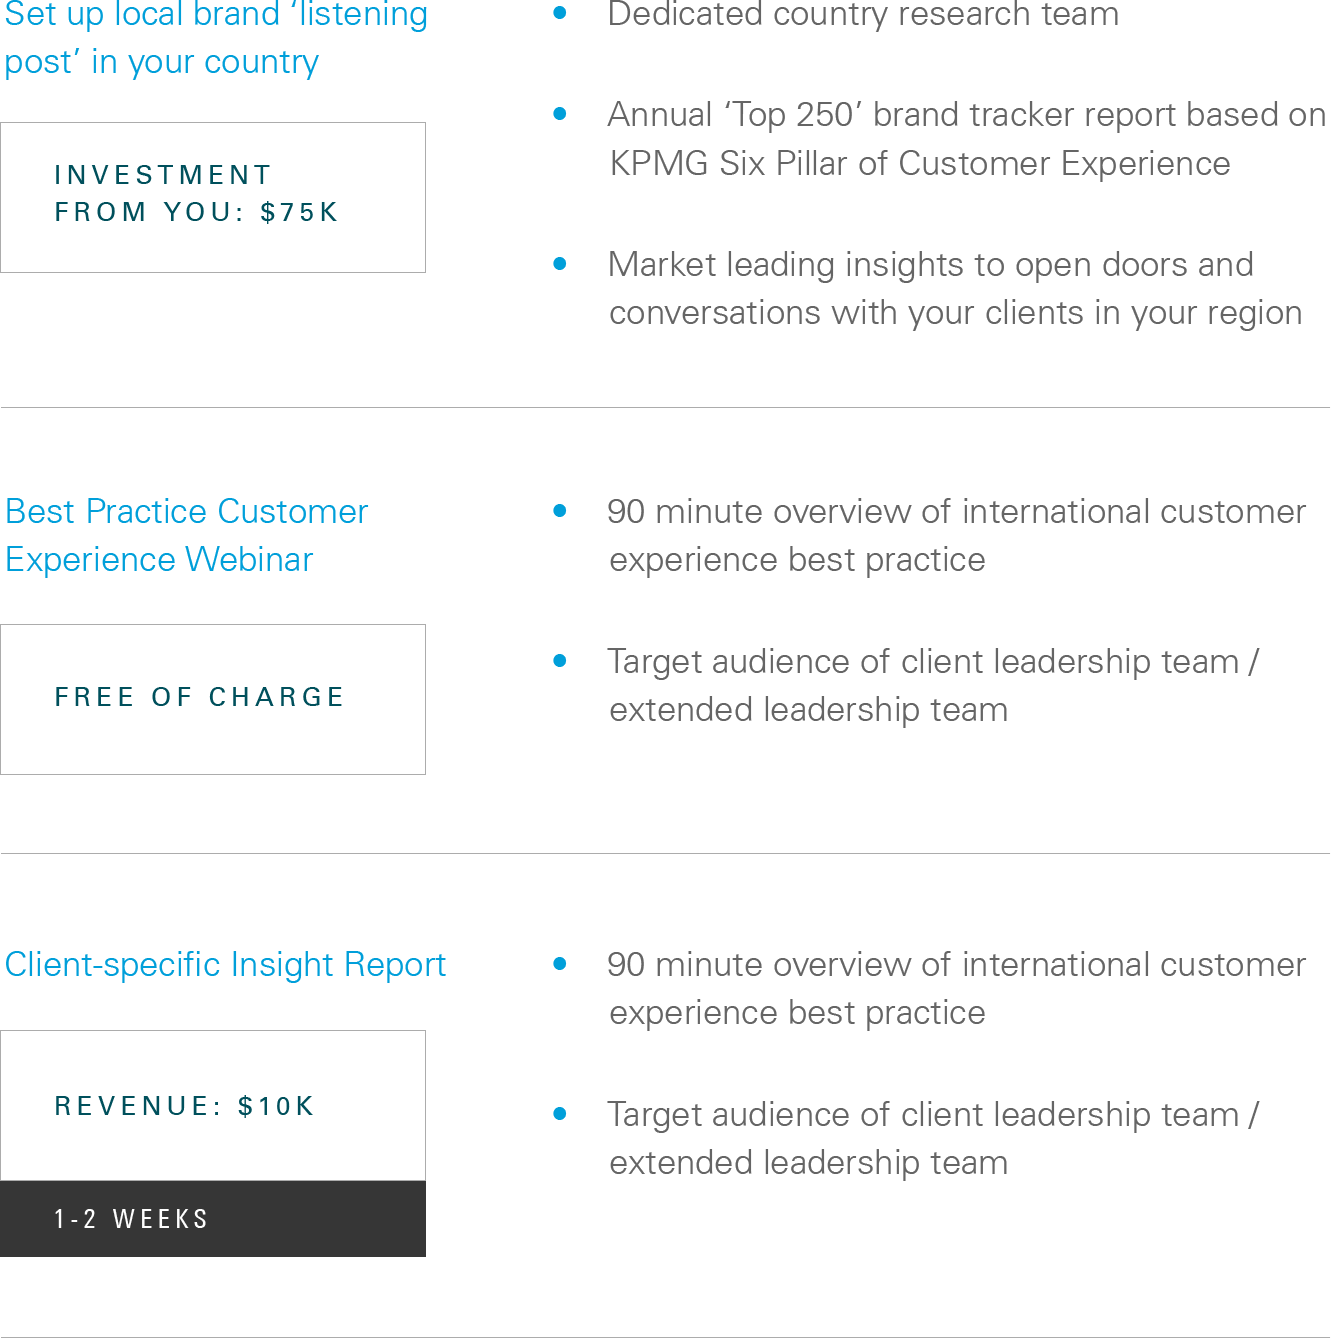 Set up local brand ‘listening
post’ in your country
INVESTMENT
FROM YOU: $75K
• Dedicated country research team
• Annual ‘Top 250’ brand tracker report based on
KPMG Six Pillar of Customer Experience
• Market leading insights to open doors and
conversations with your clients in your region
Best Practice Customer
Experience Webinar
FREE OF CHARGE
• 90 minute overview of international customer
experience best practice
• Target audience of client leadership team /
extended leadership team
Client-specific Insight Report
REVENUE: $10K
1-2 WEEKS
• 90 minute overview of international customer
experience best practice
• Target audience of client leadership team /
extended leadership team